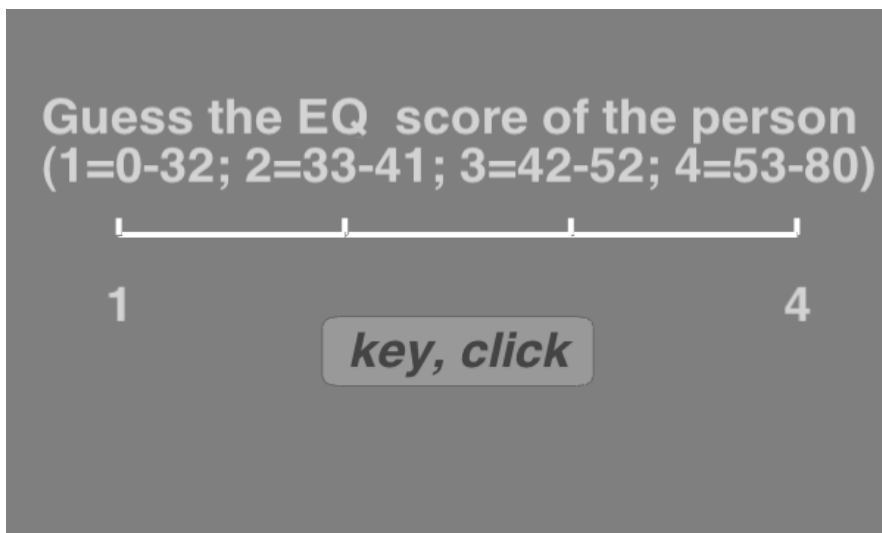 Guess the EQ  score of the person
(1=0-32; 2=33-41; 3=42-52; 4=53-80)
1 4
key, click